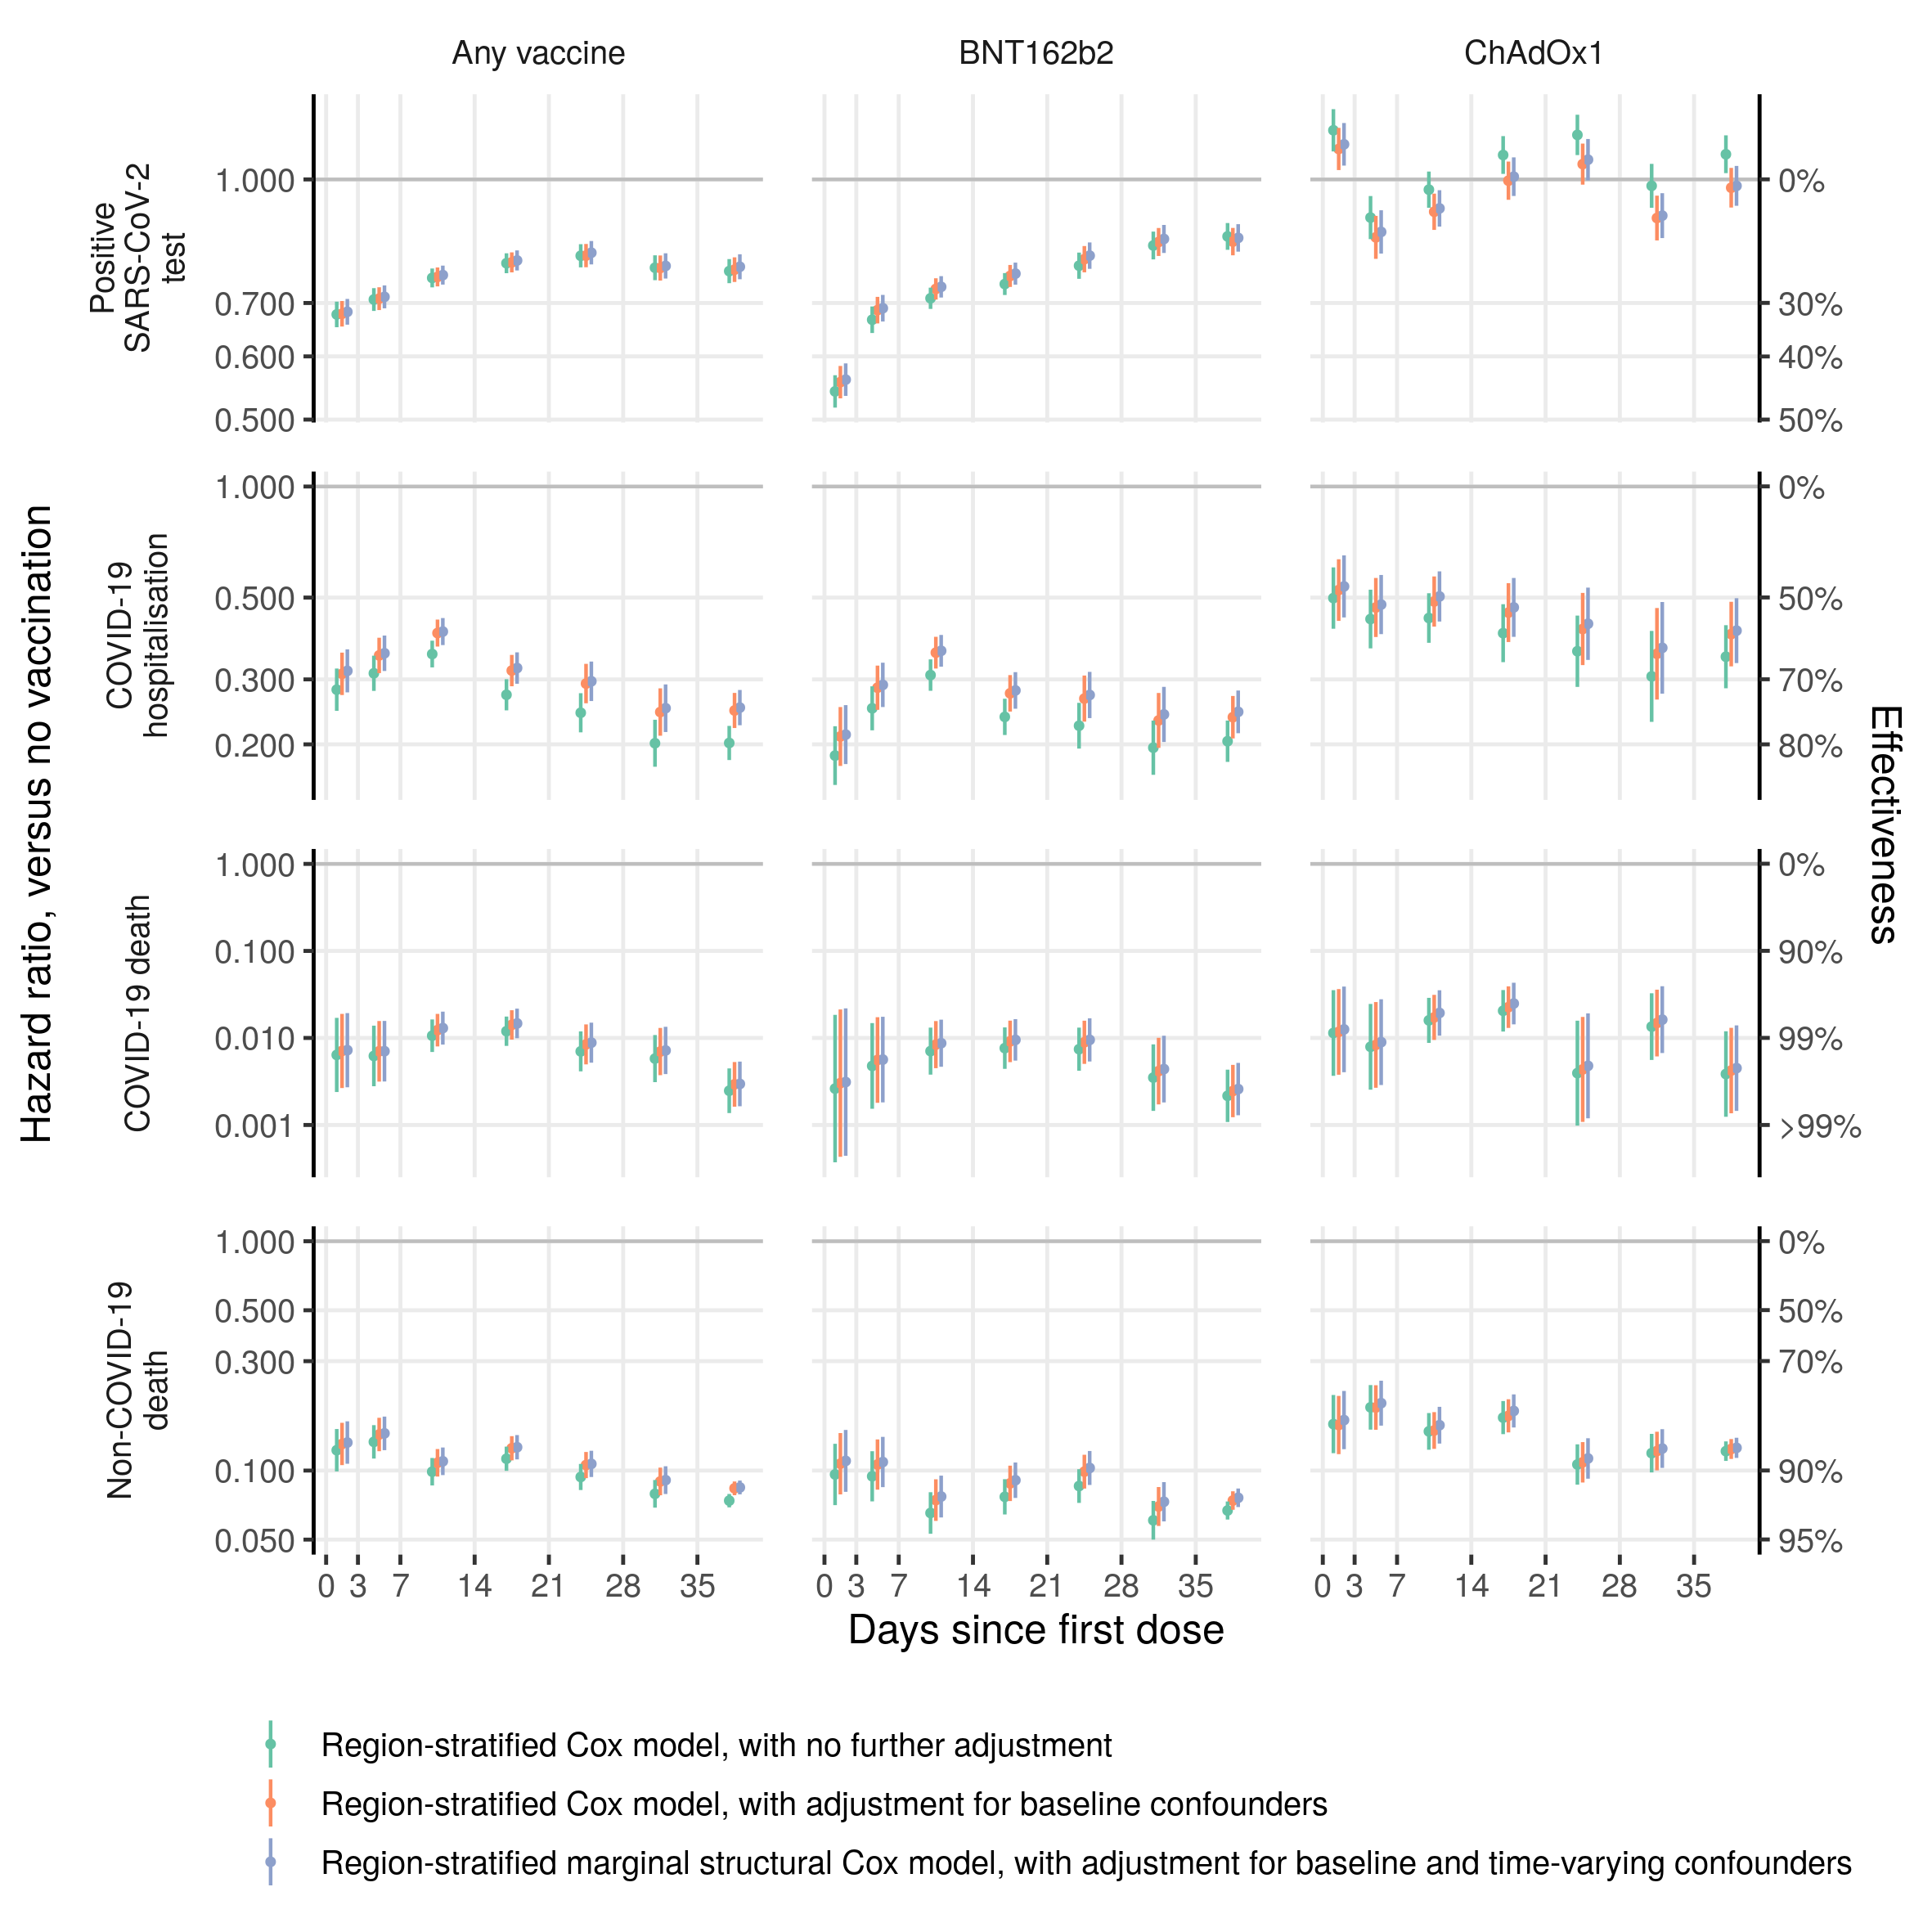 Any vaccine
BNT162b2
ChAdOx1
Hazard ratio, versus no vaccination
Positive
SARS-CoV-2
test
1.000
0.700
0.600
0.500
0%
30%
40%
50%
COVID-19
hospitalisation
1.000
0.500
0.300
0.200
0%
50%
70%
80%
COVID-19 death
1.000
0.100
0.010
0.001
0%
90%
99%
>99%
Non-COVID-19
death
1.000
0.500
0.300
0.100
0.050
0%
50%
70%
90%
95%
Effectiveness
0 3 7 14 21 28 35
0 3 7 14 21 28 35
0 3 7 14 21 28 35
Days since first dose
Region-stratified Cox model, with no further adjustment
Region-stratified Cox model, with adjustment for baseline confounders
Region-stratified marginal structural Cox model, with adjustment for baseline and time-varying confounders